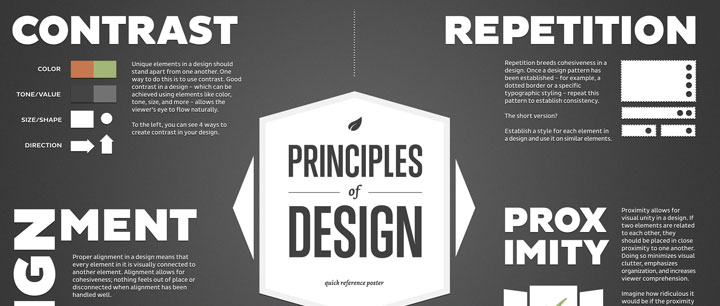 CONTRAST
COLOR
TONE/VALUE
SIZE/SHAPE
DIRECTION
Unique elements in a design should
stand apart from one another. One
way to do this is to use contrast. Good
contrast in a design – which can be
achieved using elements like color,
tone, size, and more – allows the
viewer's eye to flow naturally.
To the left, you can see 4 ways to
create contrast in your design.
REPETITION
Repetition breeds cohesiveness in a
design. Once a design pattern has
been established – for example, a
dotted border or a specific
typographic styling – repeat this
pattern to establish consistency.
The short version?
Establish a style for each element in
a design and use it on similar elements.
PRINCIPLES
of
DESIGN
quick reference poster
IGNMENT
Proper alignment in a design means that
every element in it is visually connected to
another element. Alignment allows for
cohesiveness; nothing feels out of place or
disconnected when alignment has been
handled well.
PROX
IMITY
Proximity allows for
visual unity in a design. If
two elements are related
to each other, they
should be placed in close
proximity to one another.
Doing so minimizes visual
clutter, emphasizes
organization, and increases
viewer comprehension.
Imagine how ridiculous it
would be if the proximity